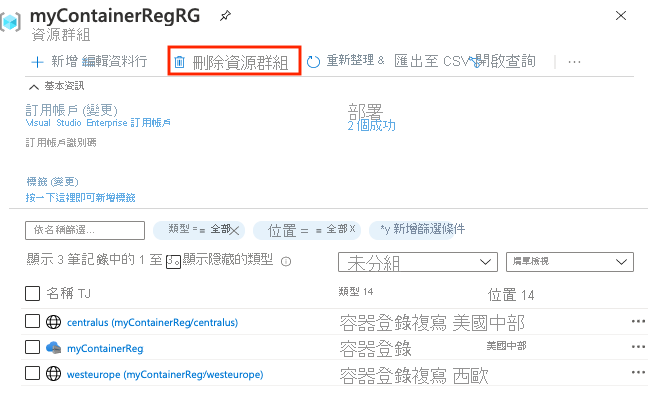 myContainerRegRG
資源群組
新增 編輯資料行 刪除資源群組 重新整理 & 匯出至 CSV 開啟查詢 ...
基本資訊
訂用帳戶 (變更) 部署
Visual Studio Enterprise 訂用帳戶 2 個成功
訂用帳戶識別碼
標籤 (變更)
按一下這裡即可新增標籤
依名稱篩選... 類型 = = 全部 位置 = = 全部 X *y 新增篩選條件
顯示 3 筆記錄中的 1 至 3。 顯示隱藏的類型 未分組 清單檢視
名稱 TJ 類型 14 位置 14
centralus (myContainerReg/centralus) 容器登錄複寫 美國中部 ...
myContainerReg 容器登錄 美國中部 ...
westeurope (myContainerReg/westeurope) 容器登錄複寫 西歐 ...